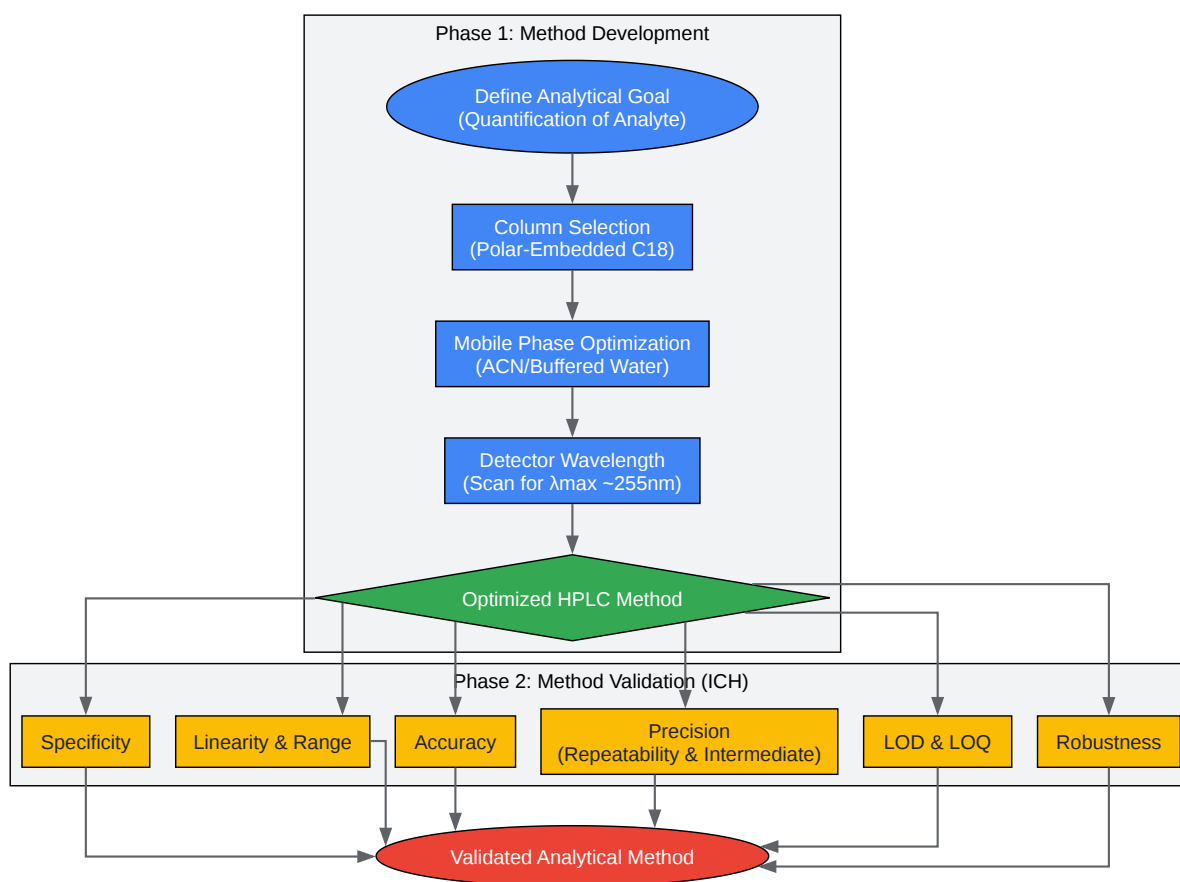 Phase 1: Method Development
Define Analytical Goal
(Quantification of Analyte)
Column Selection
(Polar-Embedded C18)
Mobile Phase Optimization
(ACN/Buffered Water)
Detector Wavelength
(Scan for λmax ~255nm)
Optimized HPLC Method
Phase 2: Method Validation (ICH)
Specificity
Linearity & Range
Accuracy
Precision
(Repeatability & Intermediate)
LOD & LOQ
Robustness
Validated Analytical Method